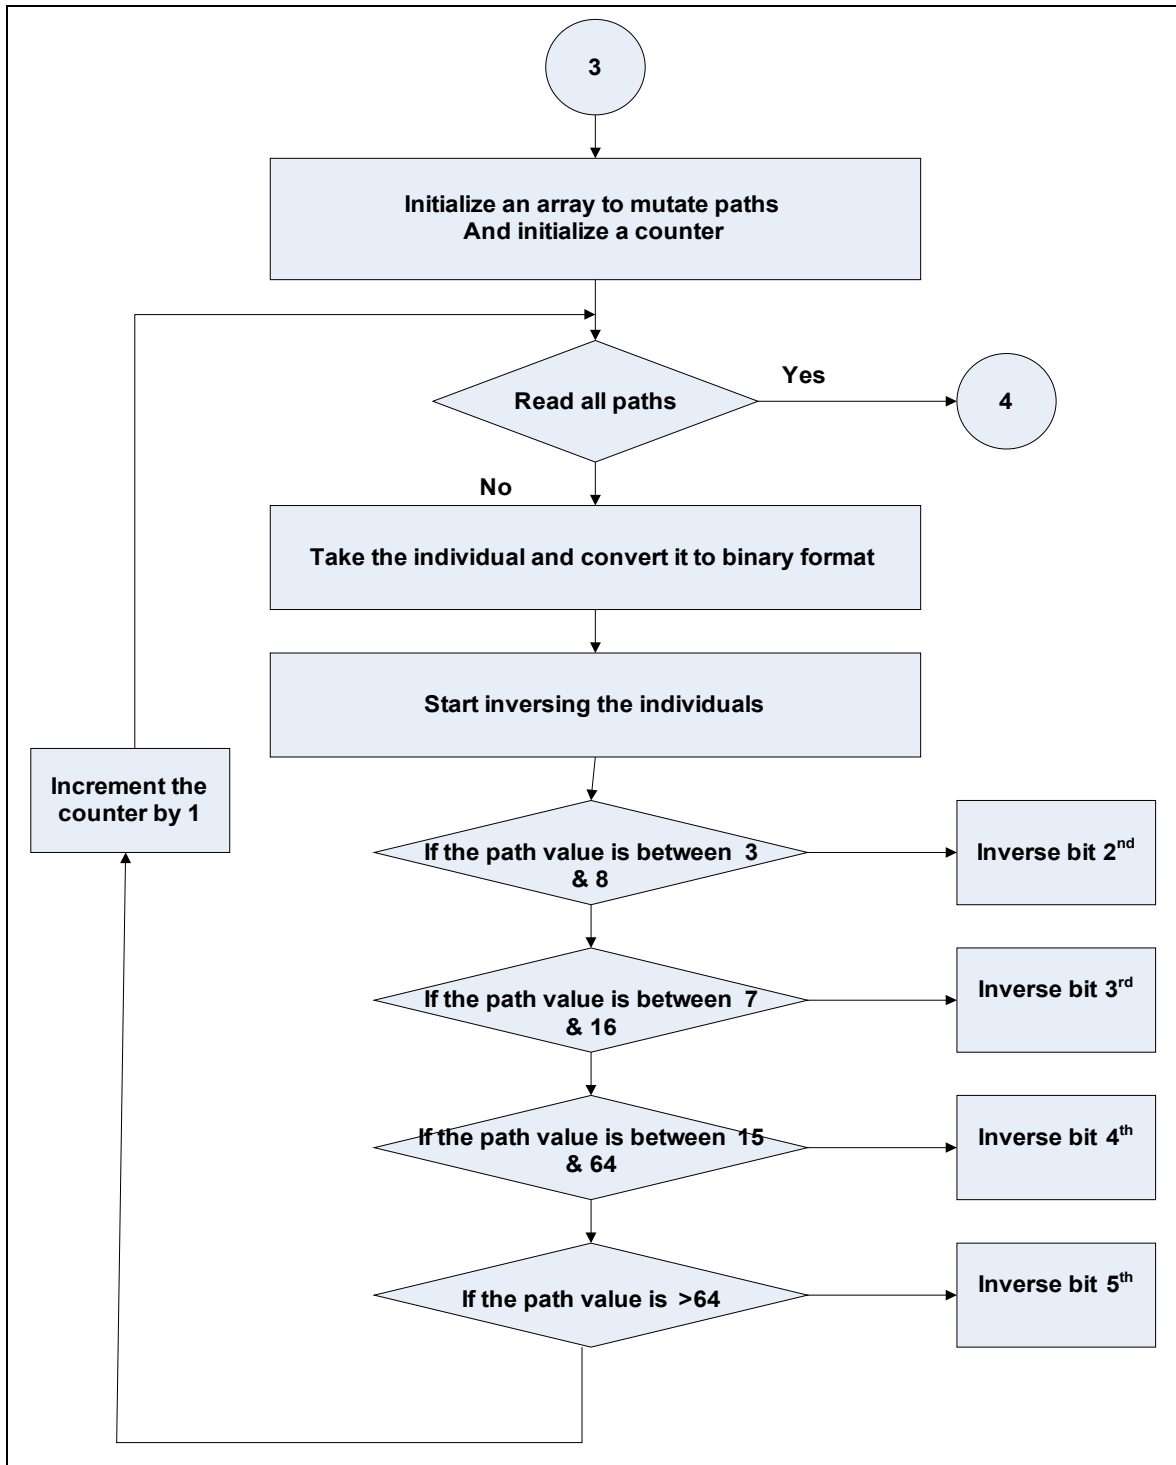 3
Initialize an array to mutate paths
And initialize a counter
Read all paths
Yes
4
No
Take the individual and convert it to binary format
Start inversing the individuals
Increment the
counter by 1
If the path value is between 3
& 8
Inverse bit 2nd
If the path value is between 7
& 16
Inverse bit 3rd
If the path value is between 15
& 64
Inverse bit 4th
If the path value is >64
Inverse bit 5th